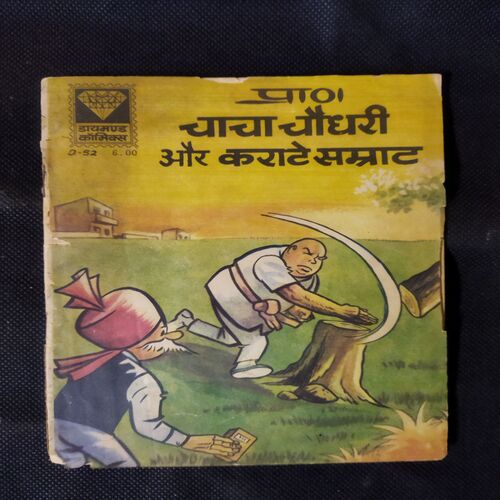 डायमण्ड
कॉमिक्स
D-52 6.00
प्राण
चाचा चौधरी
और कराटे सम्राट